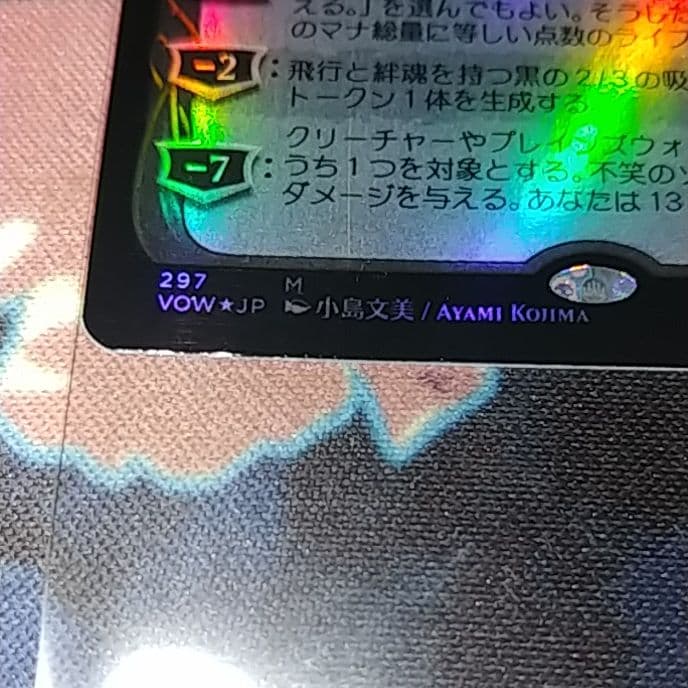 える。」を選んでもよい。そうした
のマナ総量に等しい点数のライフ
-2：飛行と絆魂を持つ黒の2/3の吸
トークン1体を生成する
クリーチャーやプレインズウォ
-7：うち1つを対象とする。不笑のソ
ダメージを与える。あなたは13
297 M
VOW★JP 小島文美 / AYAMI KOJIMA